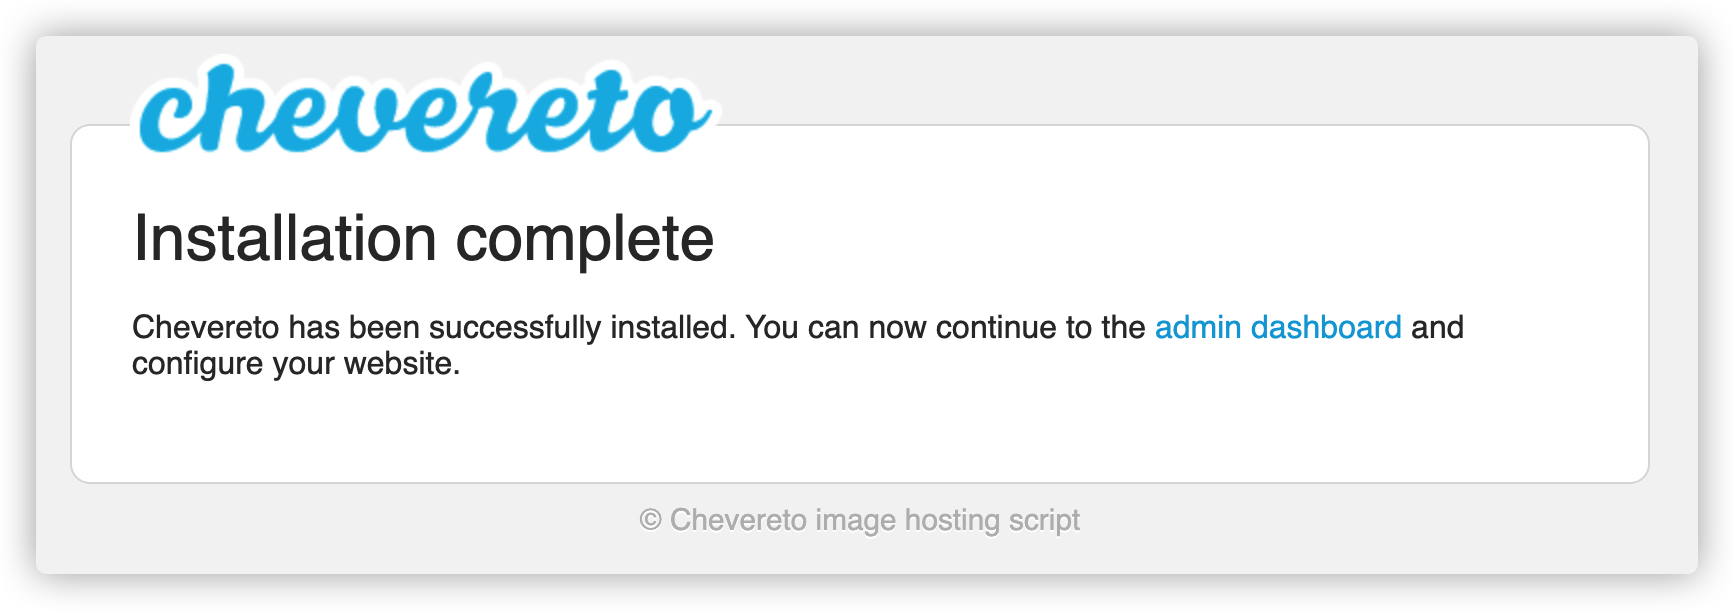 chevereto
Installation complete
Chevereto has been successfully installed. You can now continue to the admin dashboard and
configure your website.
© Chevereto image hosting script